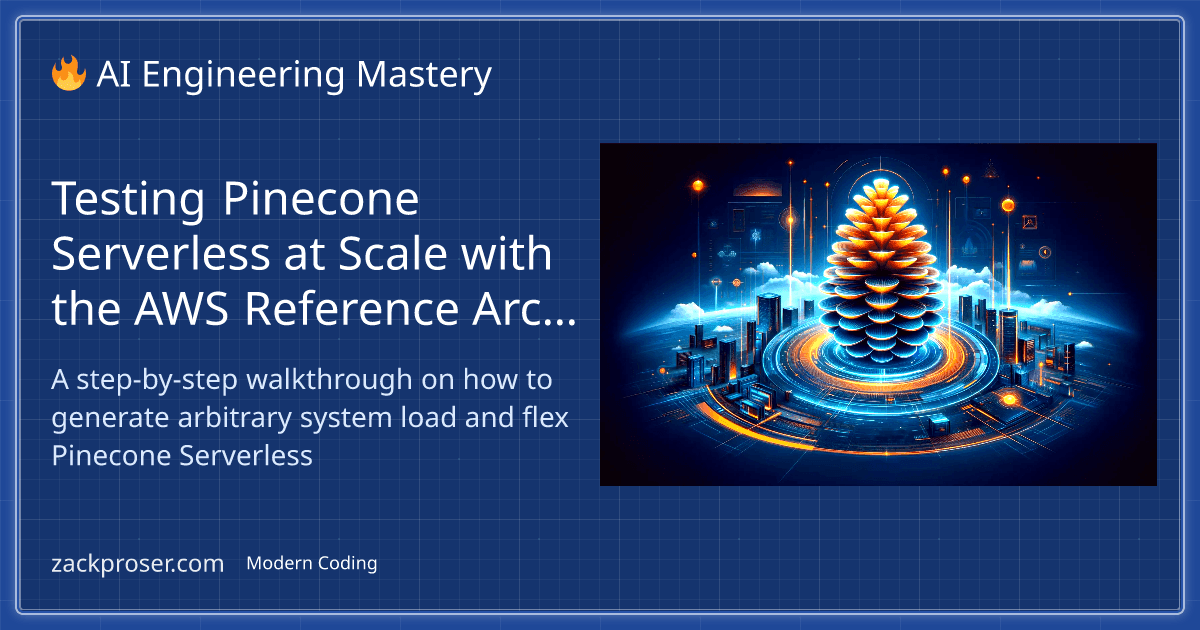 🔥 AI Engineering Mastery
Testing Pinecone
Serverless at Scale with
the AWS Reference Arc...
A step-by-step walkthrough on how to
generate arbitrary system load and flex
Pinecone Serverless
zackproser.com Modern Coding